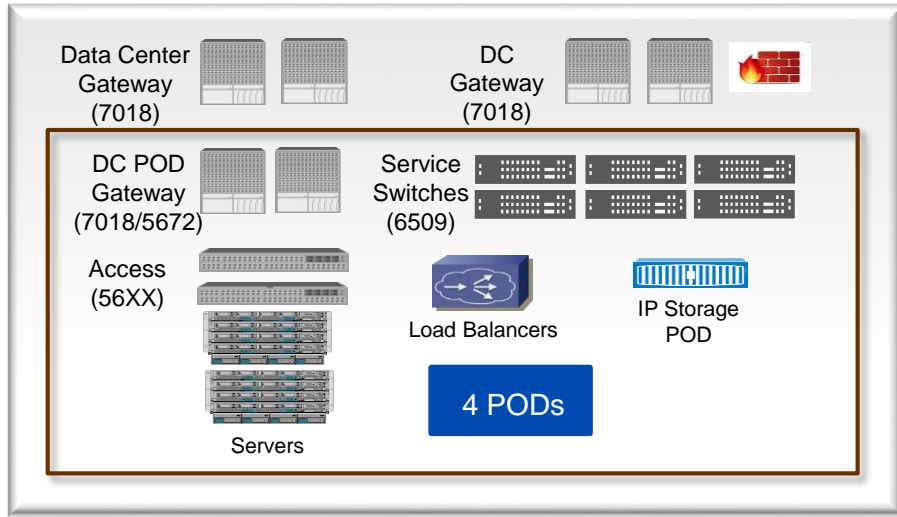 Data Center
Gateway
(7018)
DC
Gateway
(7018)
DC POD
Gateway
(7018/5672)
Service
Switches
(6509)
Access
(56XX)
Load Balancers
IP Storage
POD
4 PODs
Servers